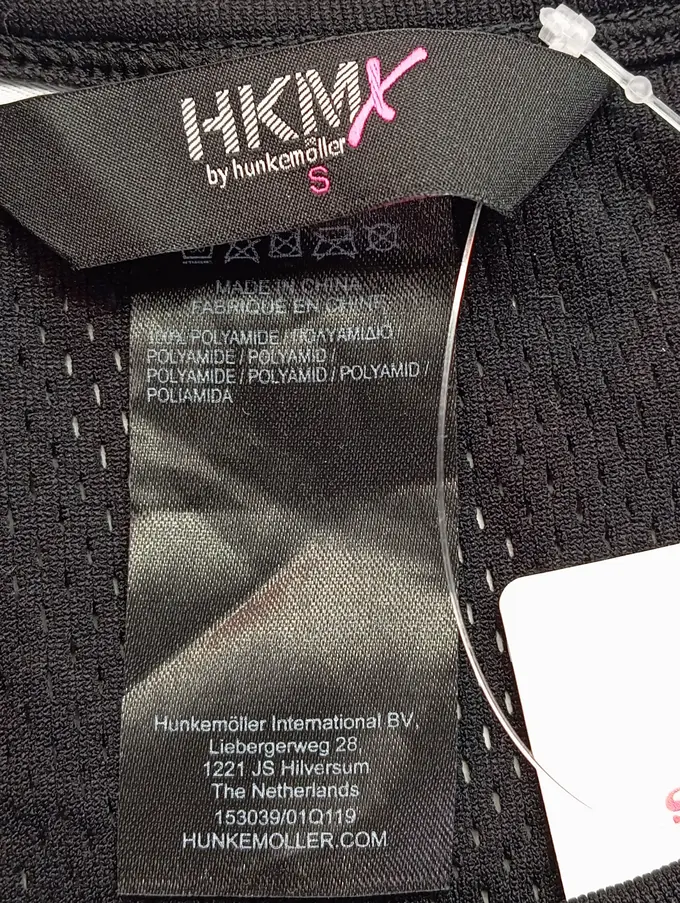 HKMX
by hunkemöller
S
MADE IN CHINA
FABRIQUE EN CHINE
100% POLYAMIDE / ΠΟΛΥΑΜΙΔΙΟ /
POLYAMIDE / POLYAMID /
POLYAMIDE / POLYAMID / POLYAMID /
POLIAMIDA
Hunkemöller International BV,
Liebergerweg 28,
1221 JS Hilversum
The Netherlands
153039/01Q119
HUNKEMOLLER.COM